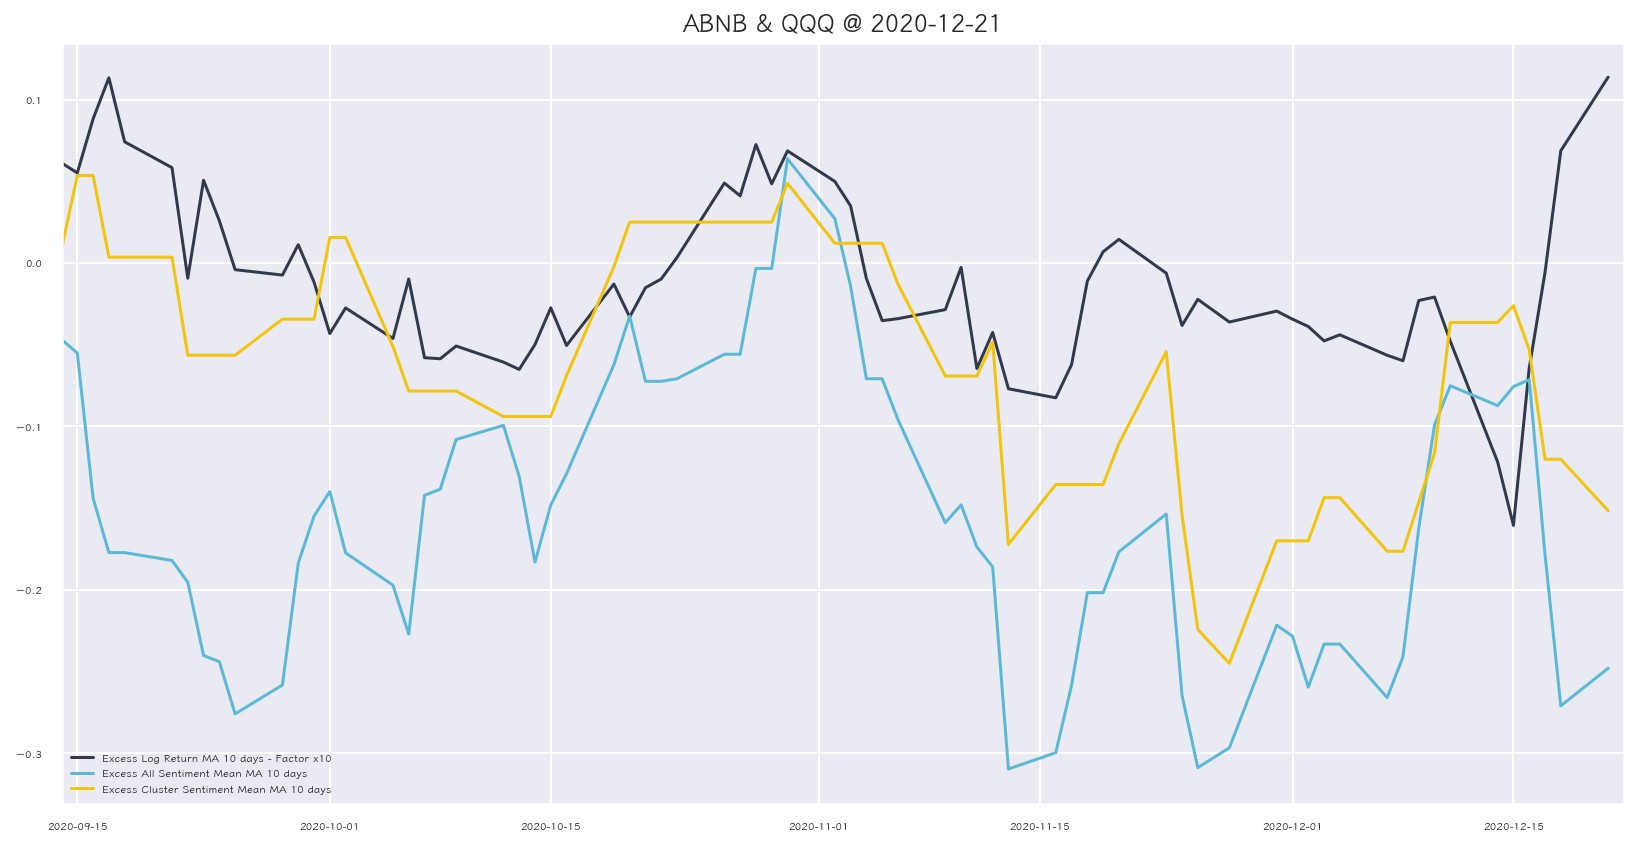 ABNB & QQQ @ 2020-12-21
0.1
0.0
−0.1
−0.2
−0.3
Excess Log Return MA 10 days - Factor x10
Excess All Sentiment Mean MA 10 days
Excess Cluster Sentiment Mean MA 10 days
2020-09-15 2020-10-01 2020-10-15 2020-11-01 2020-11-15 2020-12-01 2020-12-15